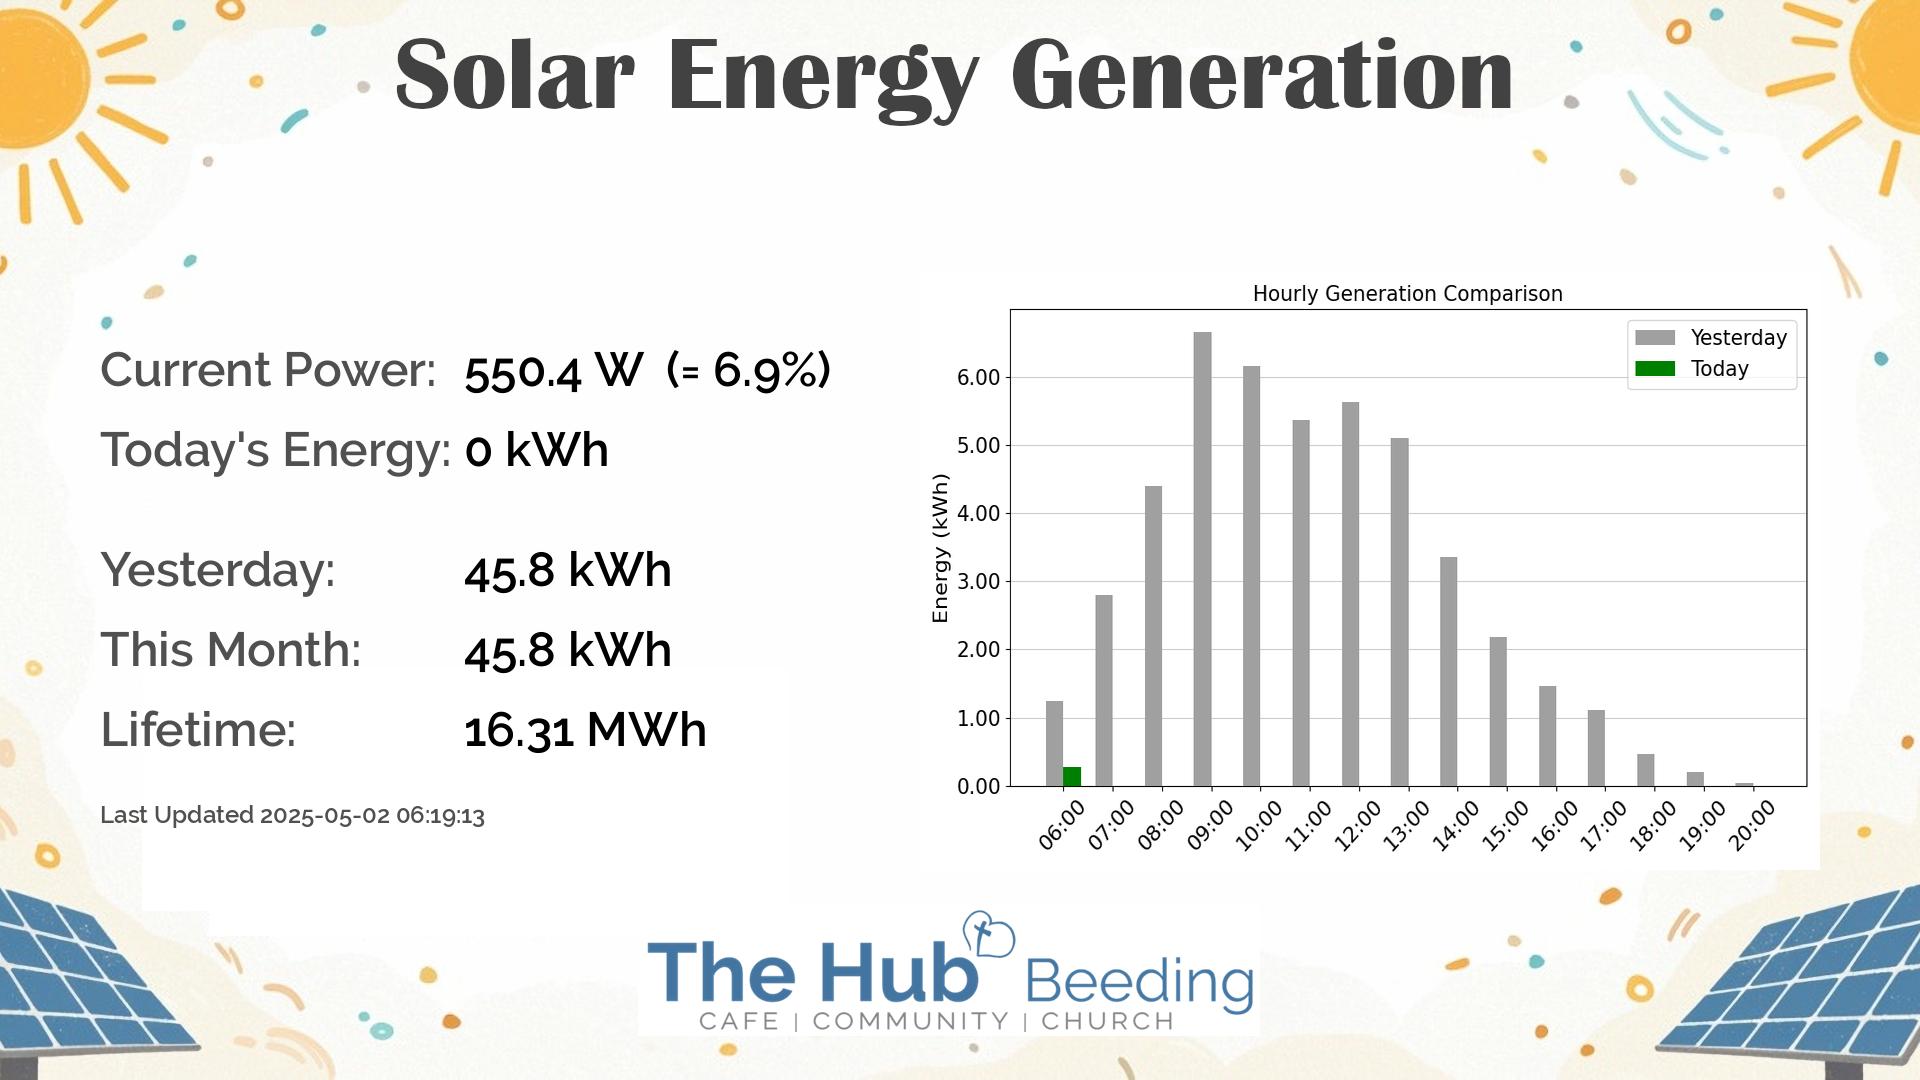 Solar Energy Generation
Current Power: 550.4 W (= 6.9%)
Today's Energy: 0 kWh
Yesterday: 45.8 kWh
This Month: 45.8 kWh
Lifetime: 16.31 MWh
Last Updated 2025-05-02 06:19:13
Hourly Generation Comparison
Yesterday
Today
Energy (kWh)
6.00
5.00
4.00
3.00
2.00
1.00
0.00
06:00 07:00 08:00 09:00 10:00 11:00 12:00 13:00 14:00 15:00 16:00 17:00 18:00 19:00 20:00
The Hub Beeding
CAFE | COMMUNITY | CHURCH